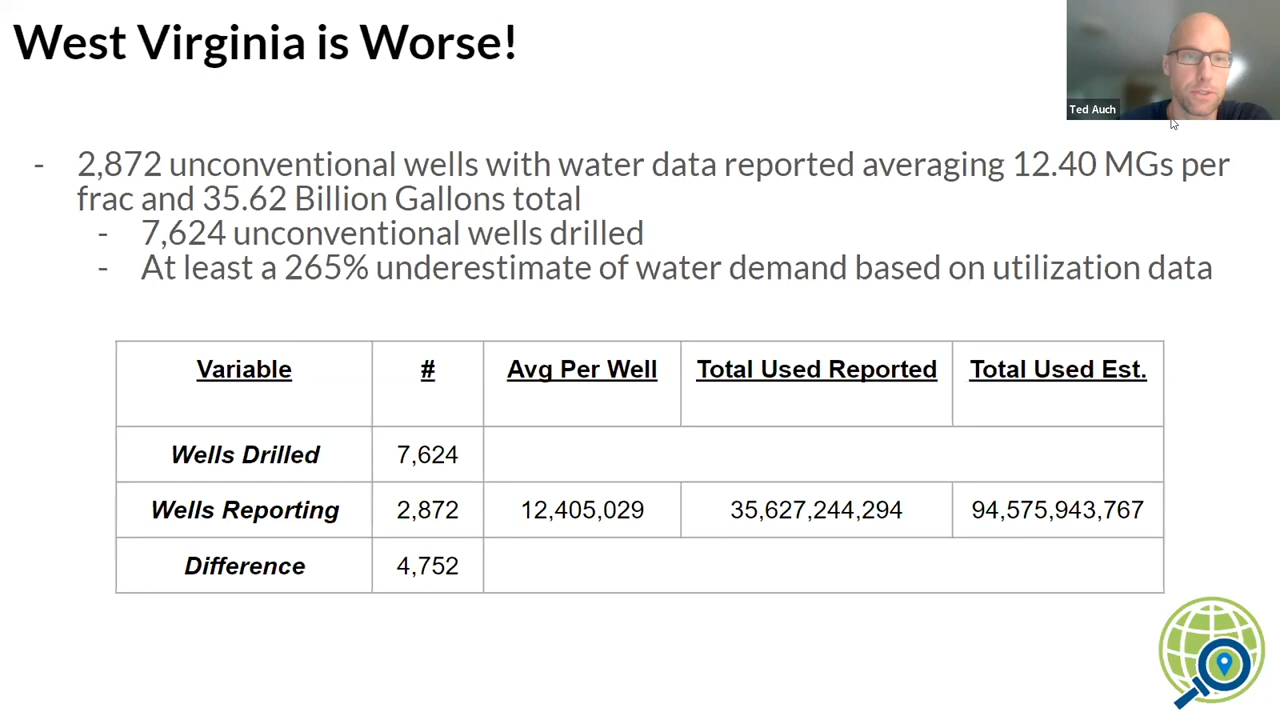 West Virginia is Worse!
Ted Auch
- 2,872 unconventional wells with water data reported averaging 12.40 MGs per
frac and 35.62 Billion Gallons total
- 7,624 unconventional wells drilled
- At least a 265% underestimate of water demand based on utilization data
Variable # Avg Per Well Total Used Reported Total Used Est.
Wells Drilled 7,624
Wells Reporting 2,872 12,405,029 35,627,244,294 94,575,943,767
Difference 4,752